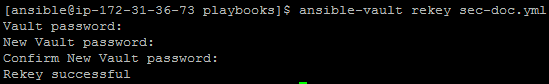 [ansible@ip-172-31-36-73 playbooks]$ ansible-vault rekey sec-doc.yml
Vault password:
New Vault password:
Confirm New Vault password:
Rekey successful